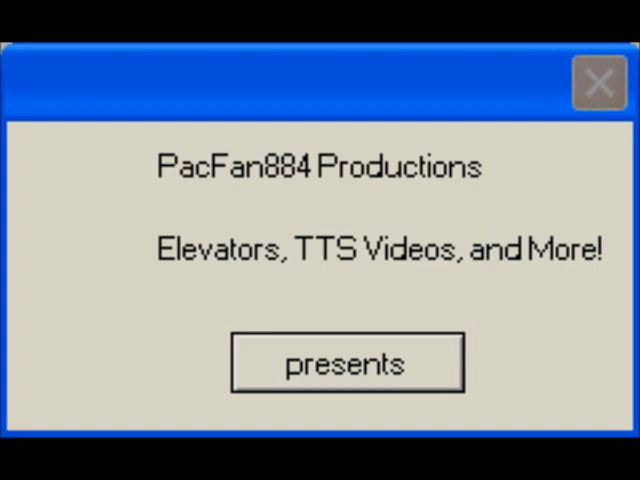 PacFan884 Productions
Elevators, TTS Videos, and More!
presents